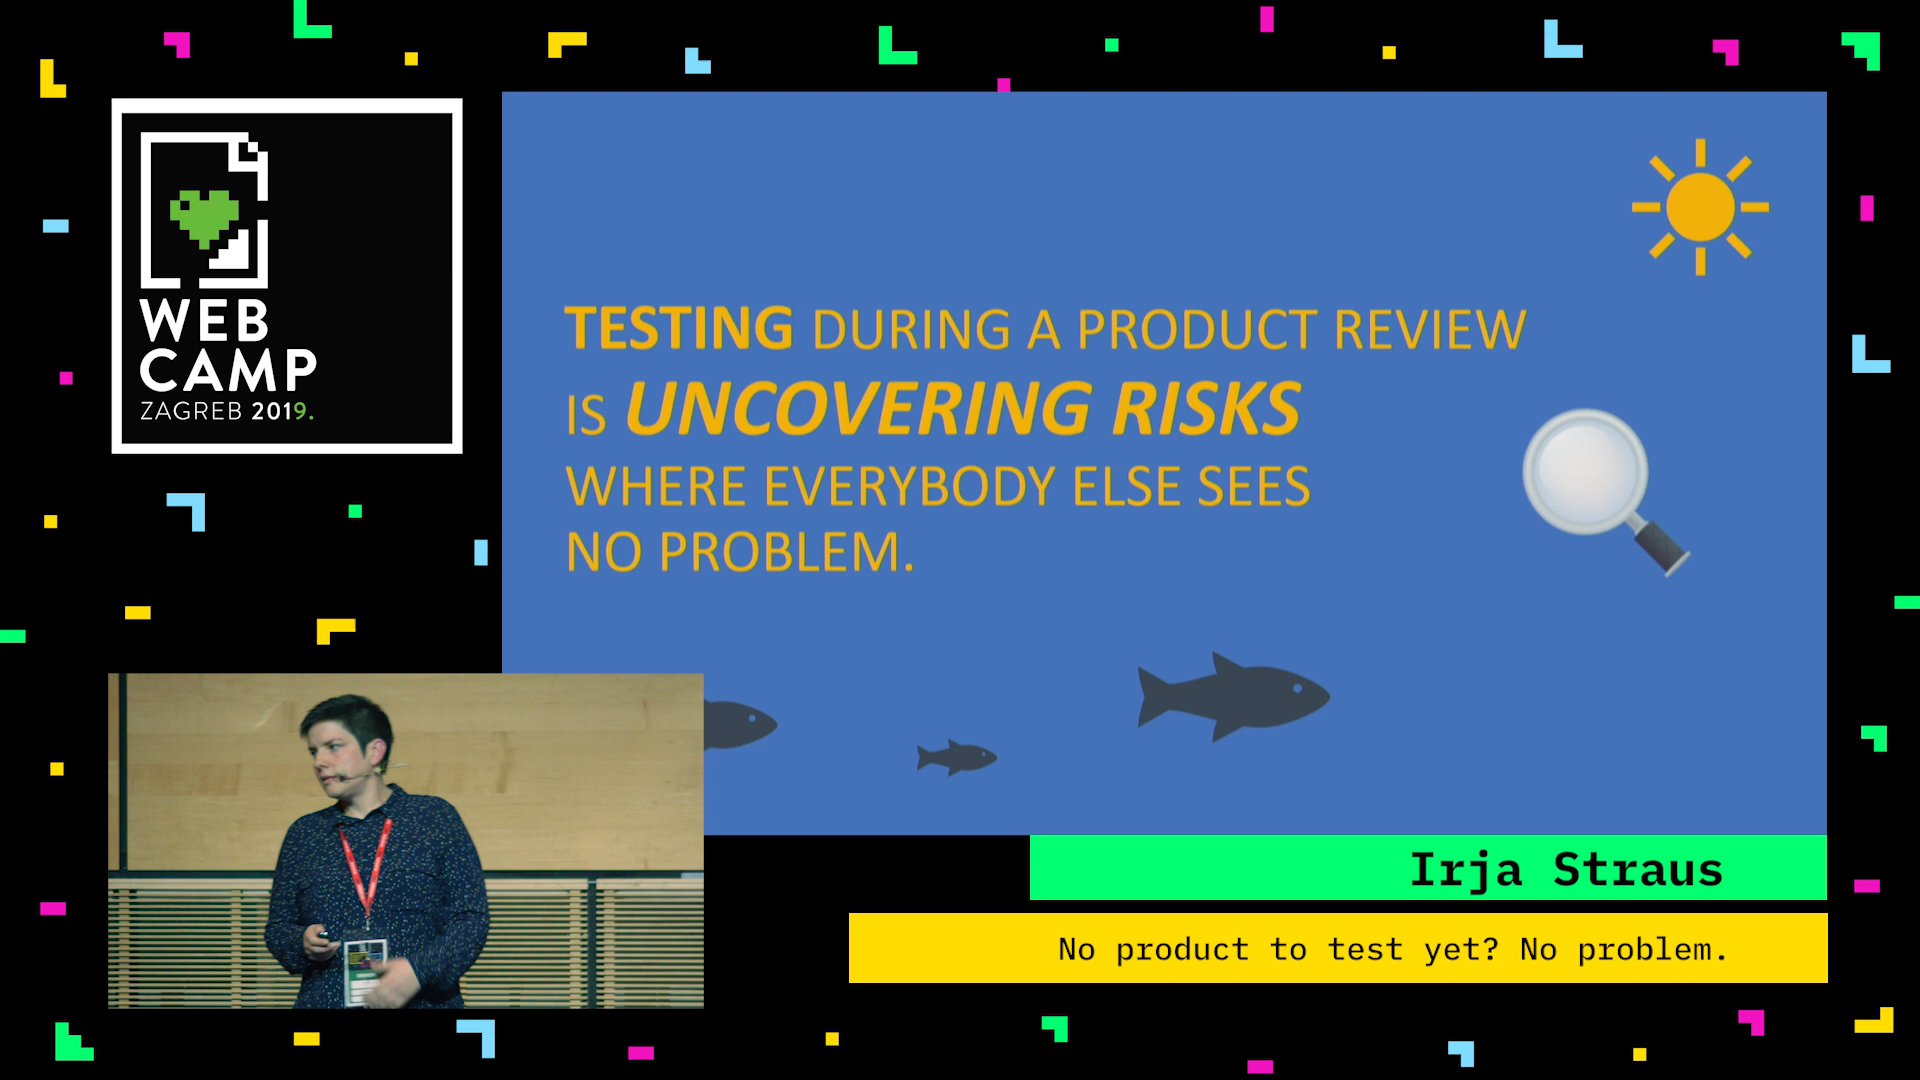 WEB
CAMP
ZAGREB 2019.
TESTING DURING A PRODUCT REVIEW
IS UNCOVERING RISKS
WHERE EVERYBODY ELSE SEES
NO PROBLEM.
Irja Straus
No product to test yet? No problem.